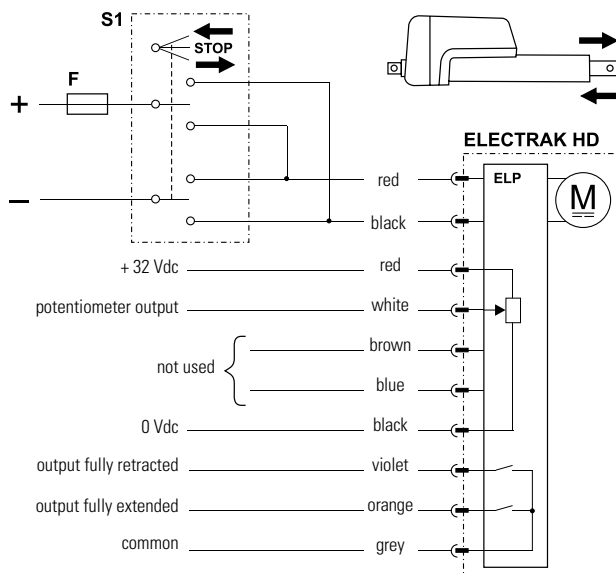 S1
STOP
F
+
–
ELECTRAK HD
ELP
M
red
black
+ 32 Vdc red
potentiometer output white
not used
brown
blue
0 Vdc black
output fully retracted violet
output fully extended orange
common grey